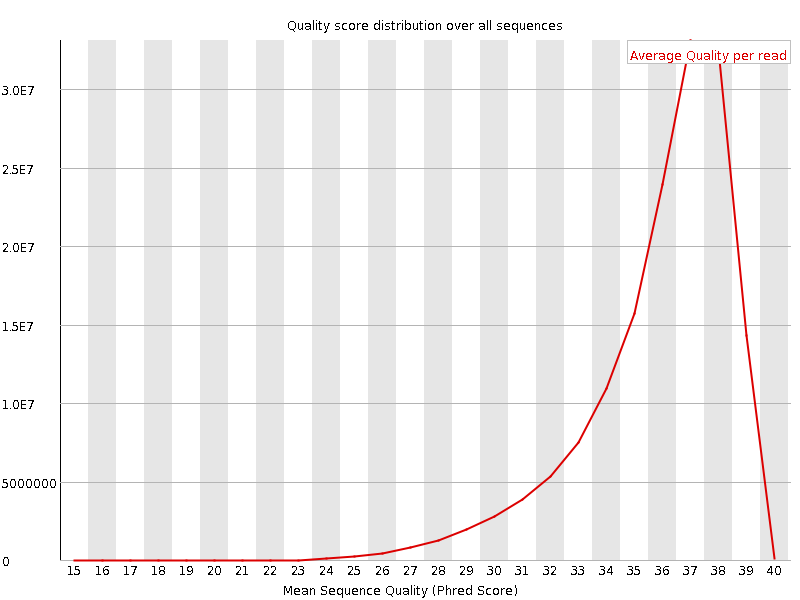 Quality score distribution over all sequences
Average Quality per read
3.0E7
2.5E7
2.0E7
1.5E7
1.0E7
5000000
0
15 16 17 18 19 20 21 22 23 24 25 26 27 28 29 30 31 32 33 34 35 36 37 38 39 40
Mean Sequence Quality (Phred Score)